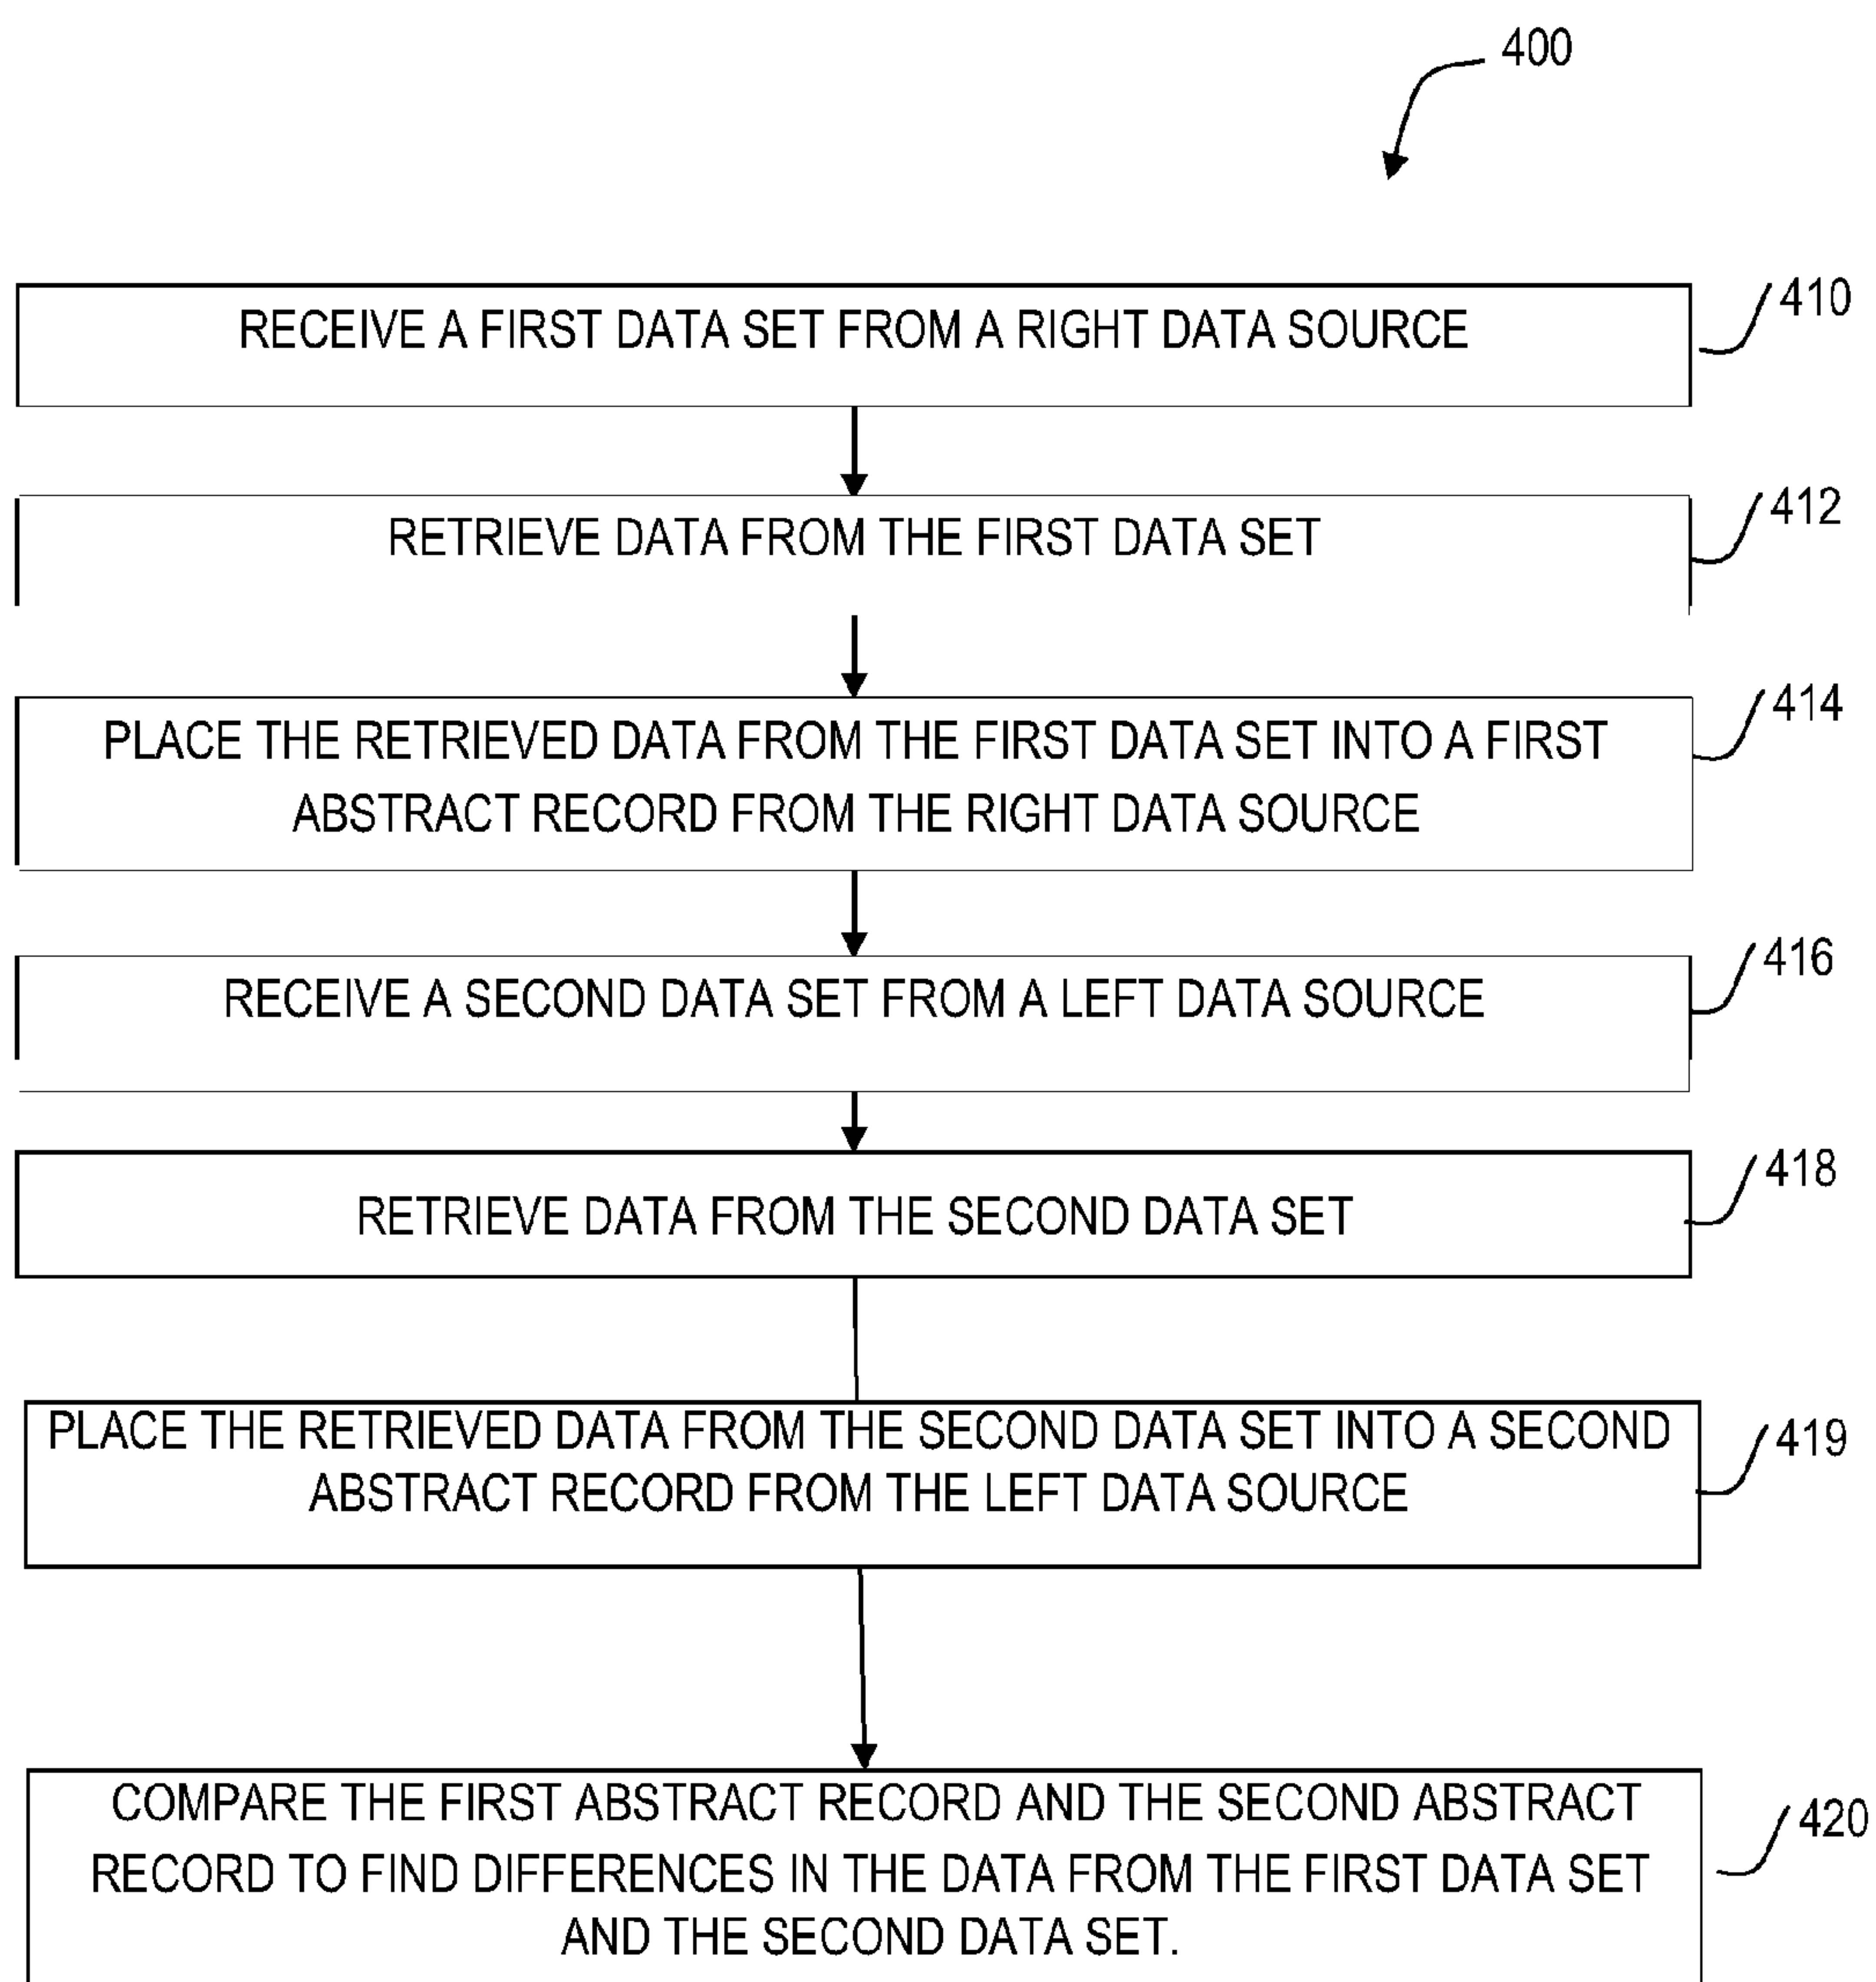 400
RECEIVE A FIRST DATA SET FROM A RIGHT DATA SOURCE
410
RETRIEVE DATA FROM THE FIRST DATA SET
412
PLACE THE RETRIEVED DATA FROM THE FIRST DATA SET INTO A FIRST
ABSTRACT RECORD FROM THE RIGHT DATA SOURCE
414
RECEIVE A SECOND DATA SET FROM A LEFT DATA SOURCE
416
RETRIEVE DATA FROM THE SECOND DATA SET
418
PLACE THE RETRIEVED DATA FROM THE SECOND DATA SET INTO A SECOND
ABSTRACT RECORD FROM THE LEFT DATA SOURCE
419
COMPARE THE FIRST ABSTRACT RECORD AND THE SECOND ABSTRACT
RECORD TO FIND DIFFERENCES IN THE DATA FROM THE FIRST DATA SET
AND THE SECOND DATA SET.
420